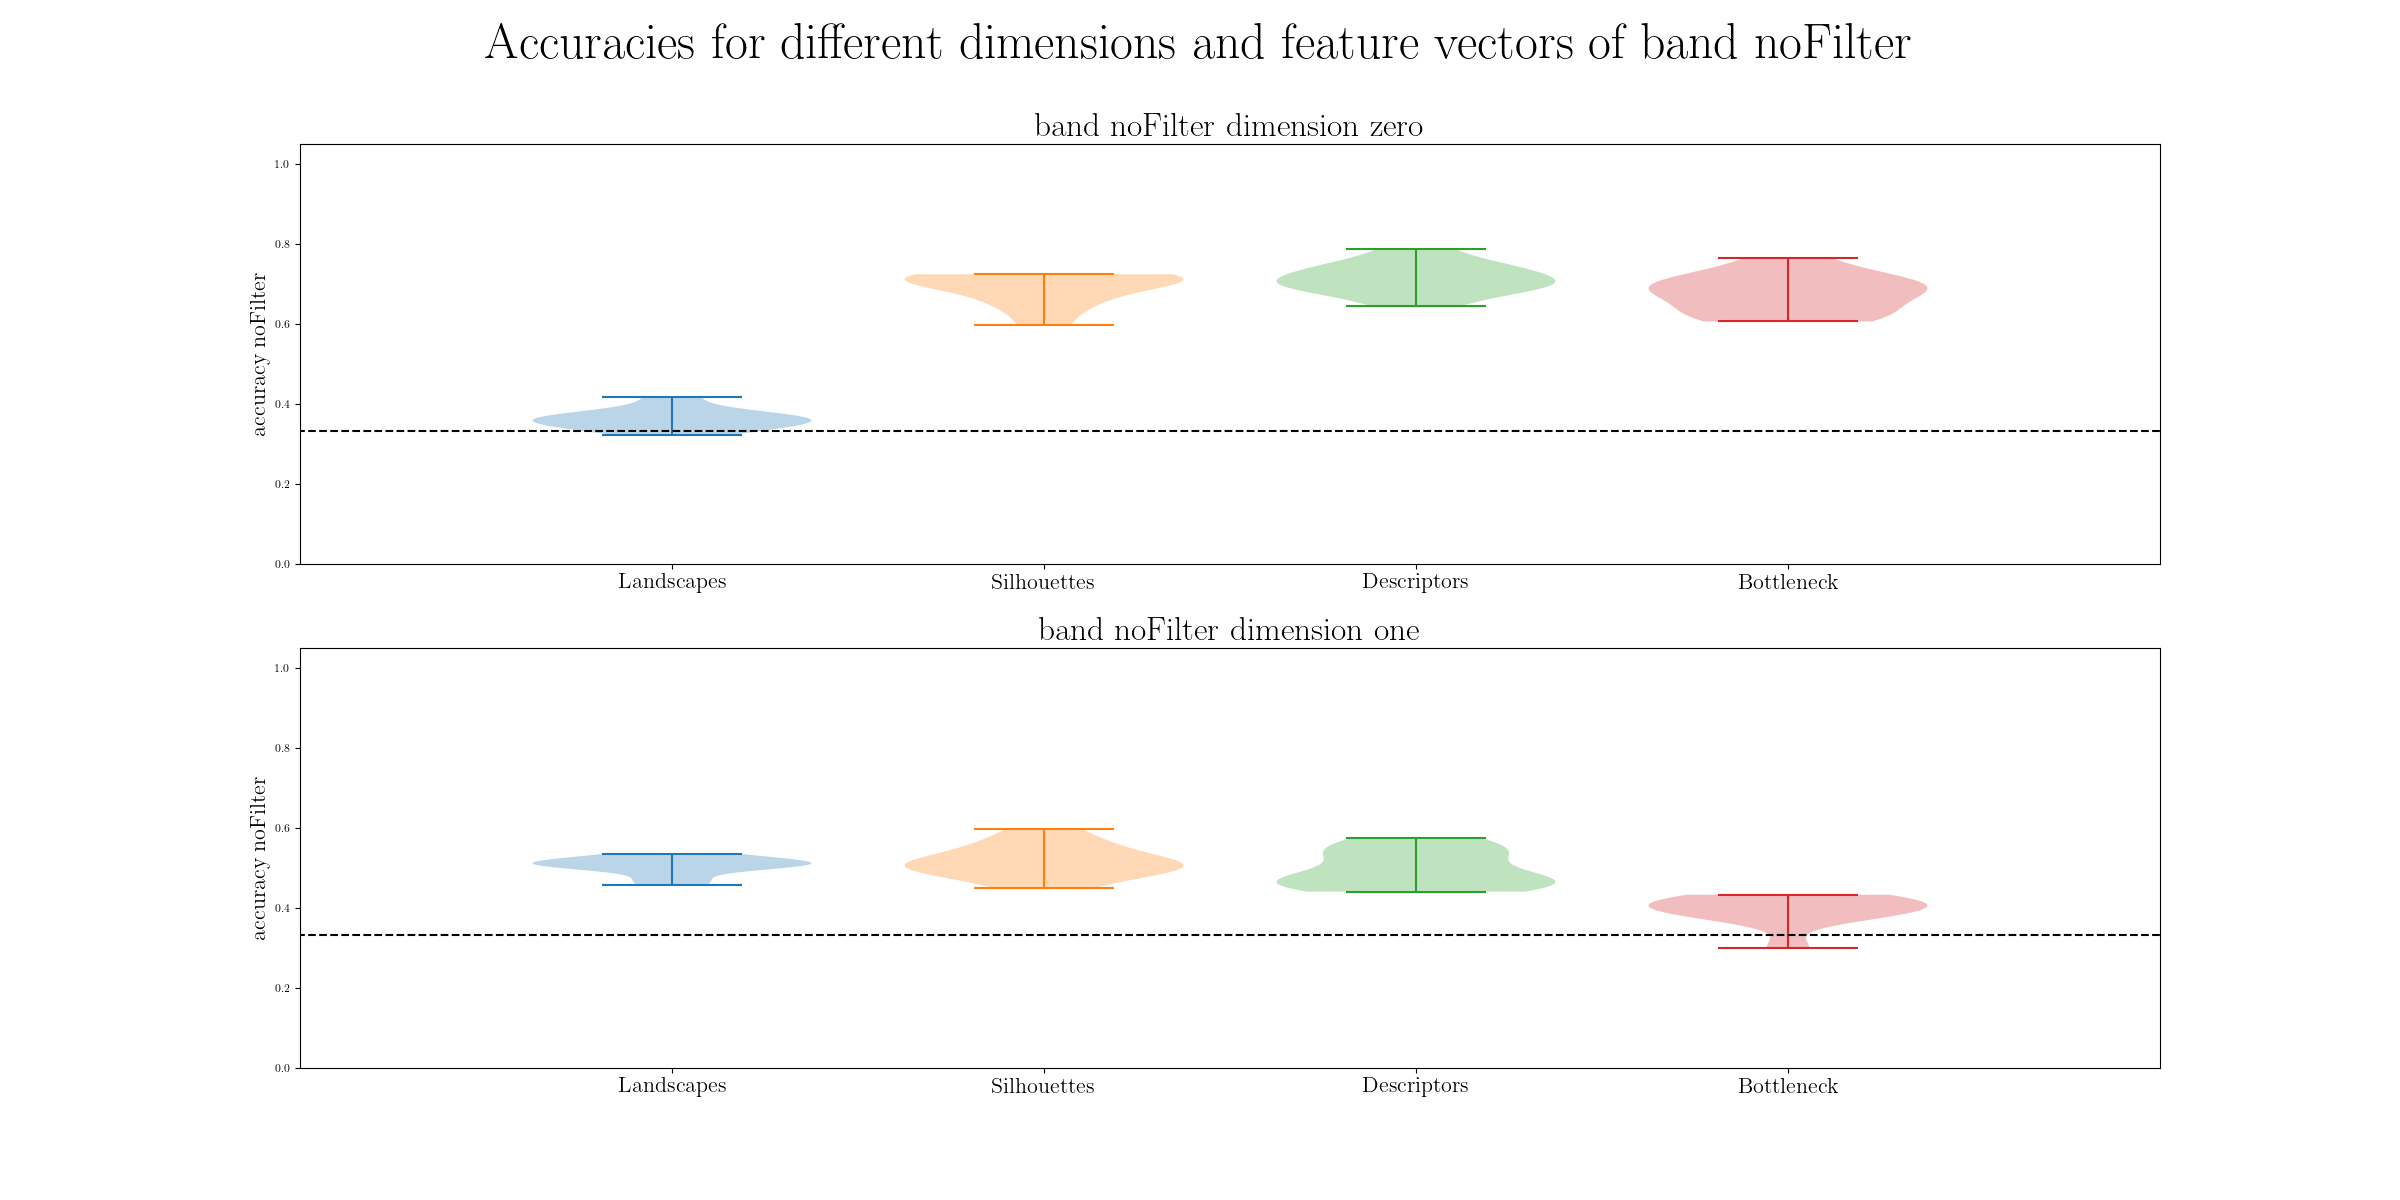 Accuracies for different dimensions and feature vectors of band noFilter
band noFilter dimension zero
accuracy noFilter
1.0
0.8
0.6
0.4
0.2
0.0
Landscapes Silhouettes Descriptors Bottleneck
band noFilter dimension one
accuracy noFilter
1.0
0.8
0.6
0.4
0.2
0.0
Landscapes Silhouettes Descriptors Bottleneck